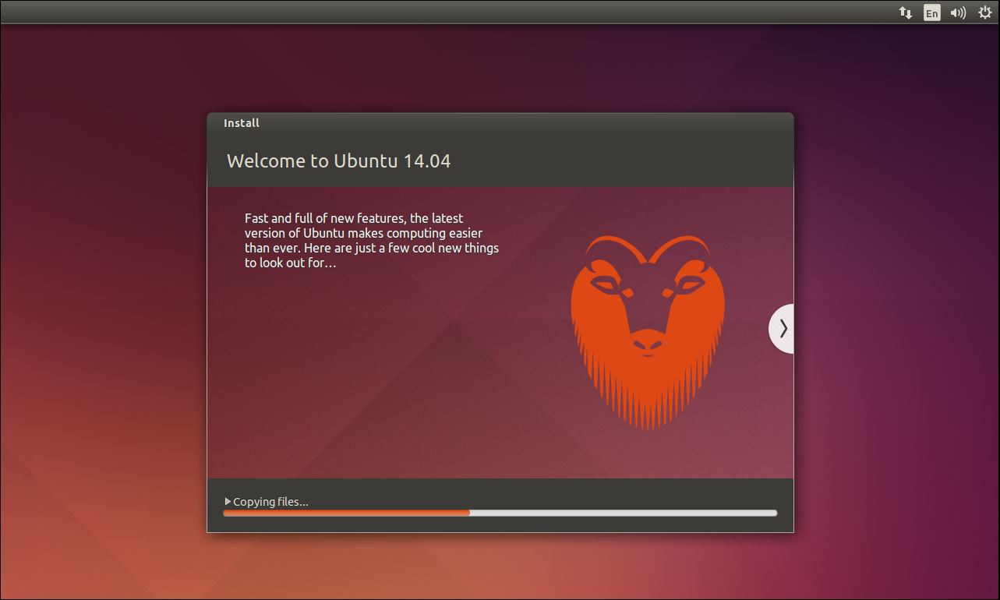 En
Install
Welcome to Ubuntu 14.04
Fast and full of new features, the latest
version of Ubuntu makes computing easier
than ever. Here are just a few cool new things
to look out for…
Copying files...